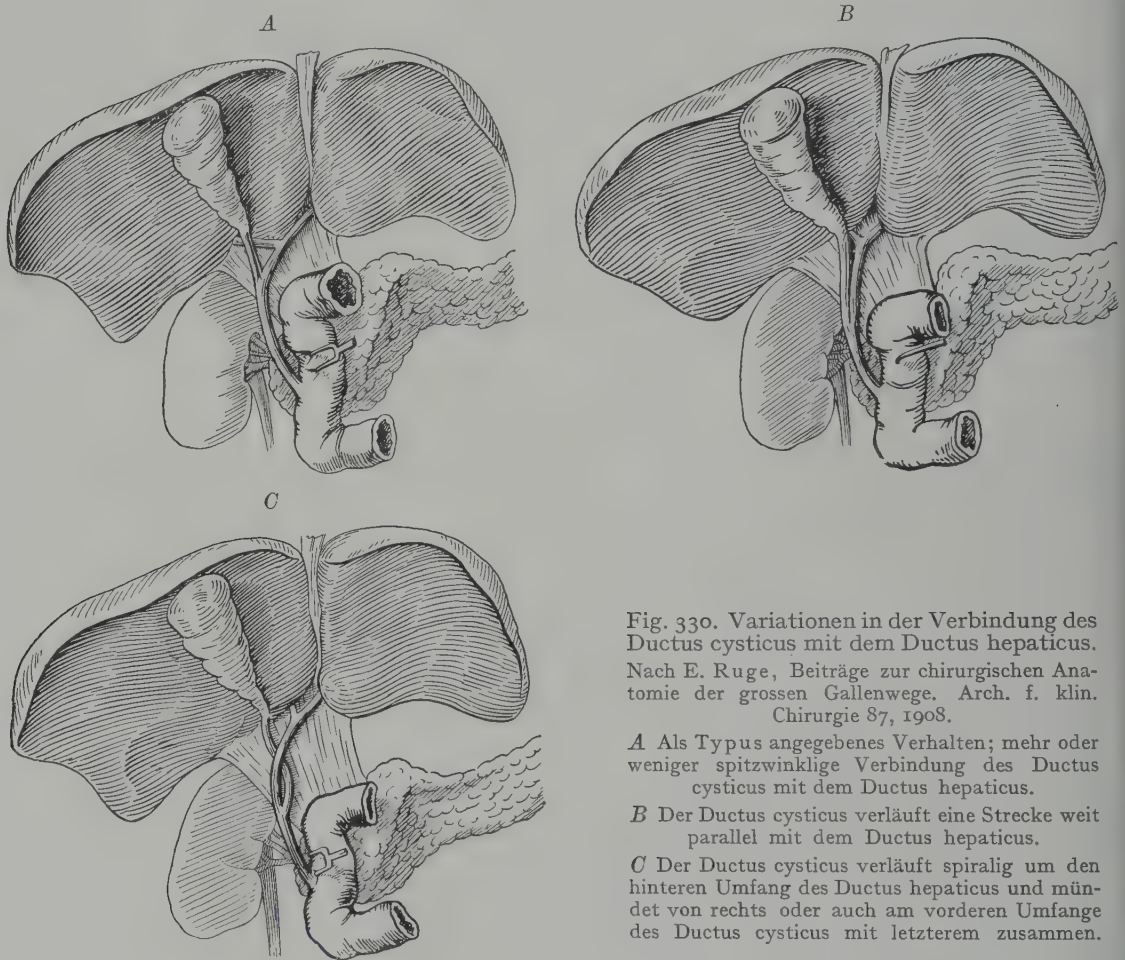 A
B
C
Fig. 330. Variationen in der Verbindung des
Ductus cysticus mit dem Ductus hepaticus.
Nach E. Ruge, Beiträge zur chirurgischen Ana-
tomie der grossen Gallenwege. Arch. f. klin.
Chirurgie 87, 1908.
A Als Typus angegebenes Verhalten; mehr oder
weniger spitzwinklige Verbindung des Ductus
cysticus mit dem Ductus hepaticus.
B Der Ductus cysticus verläuft eine Strecke weit
parallel mit dem Ductus hepaticus.
C Der Ductus cysticus verläuft spiralig um den
hinteren Umfang des Ductus hepaticus und mün-
det von rechts oder auch am vorderen Umfange
des Ductus cysticus mit letzterem zusammen.